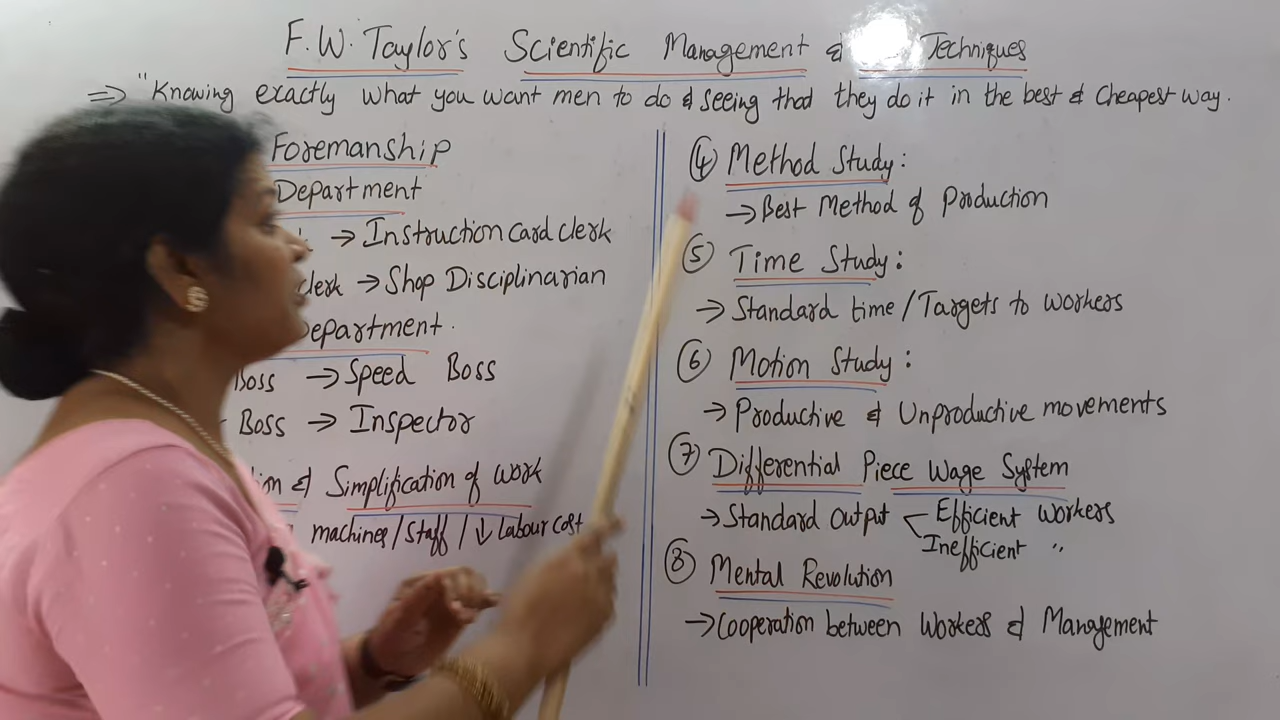 F.W. Taylor's Scientific Management & Techniques
⇒ "Knowing exactly what you want men to do & seeing that they do it in the best & cheapest way.
Foremanship
Department
→ Instruction card clerk
clerk → Shop Disciplinarian
Department.
Boss → Speed Boss
Boss → Inspector
& Simplification of work
machines/Staff/↓ Labour cost
④ Method Study:
→ Best Method of Production
⑤ Time Study:
→ Standard time/Targets to workers
⑥ Motion Study:
→ Productive & Unproductive movements
⑦ Differential Piece Wage System
→ Standard Output < Efficient Workers
Inefficient "
⑧ Mental Revolution
→ Cooperation between Workers & Management